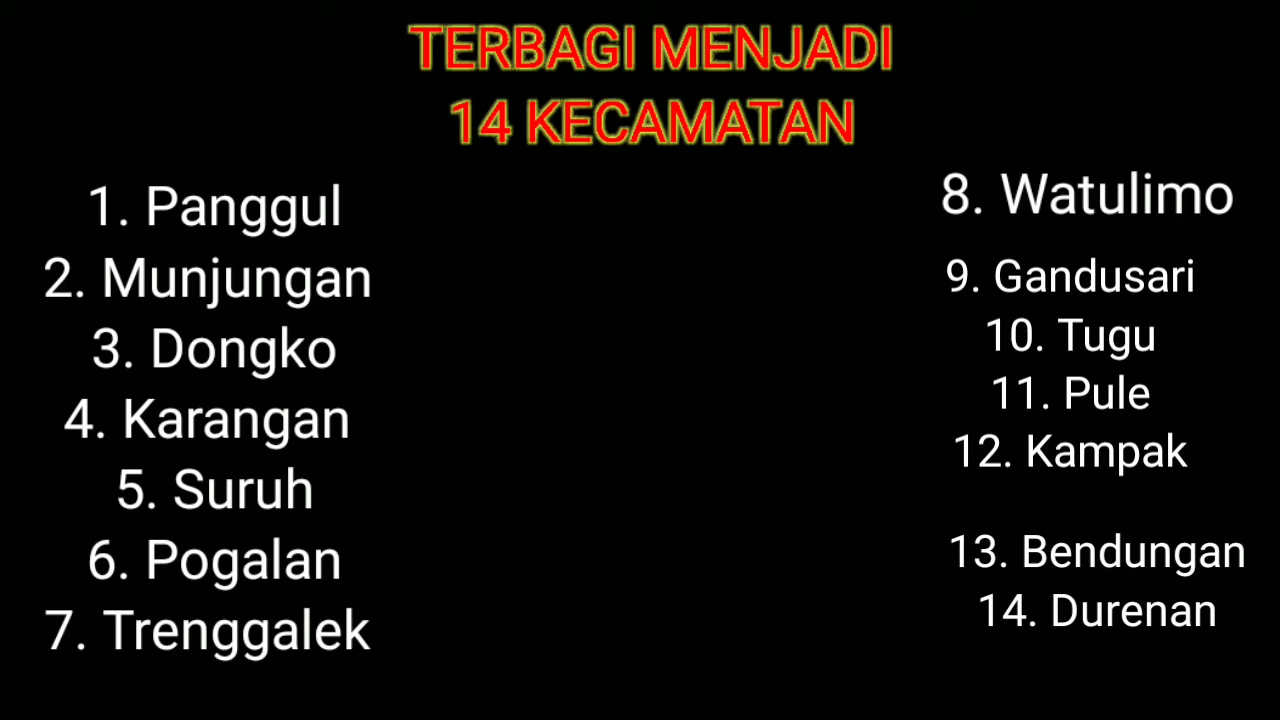 TERBAGI MENJADI
14 KECAMATAN
1. Panggul
2. Munjungan
3. Dongko
4. Karangan
5. Suruh
6. Pogalan
7. Trenggalek
8. Watulimo
9. Gandusari
10. Tugu
11. Pule
12. Kampak
13. Bendungan
14. Durenan